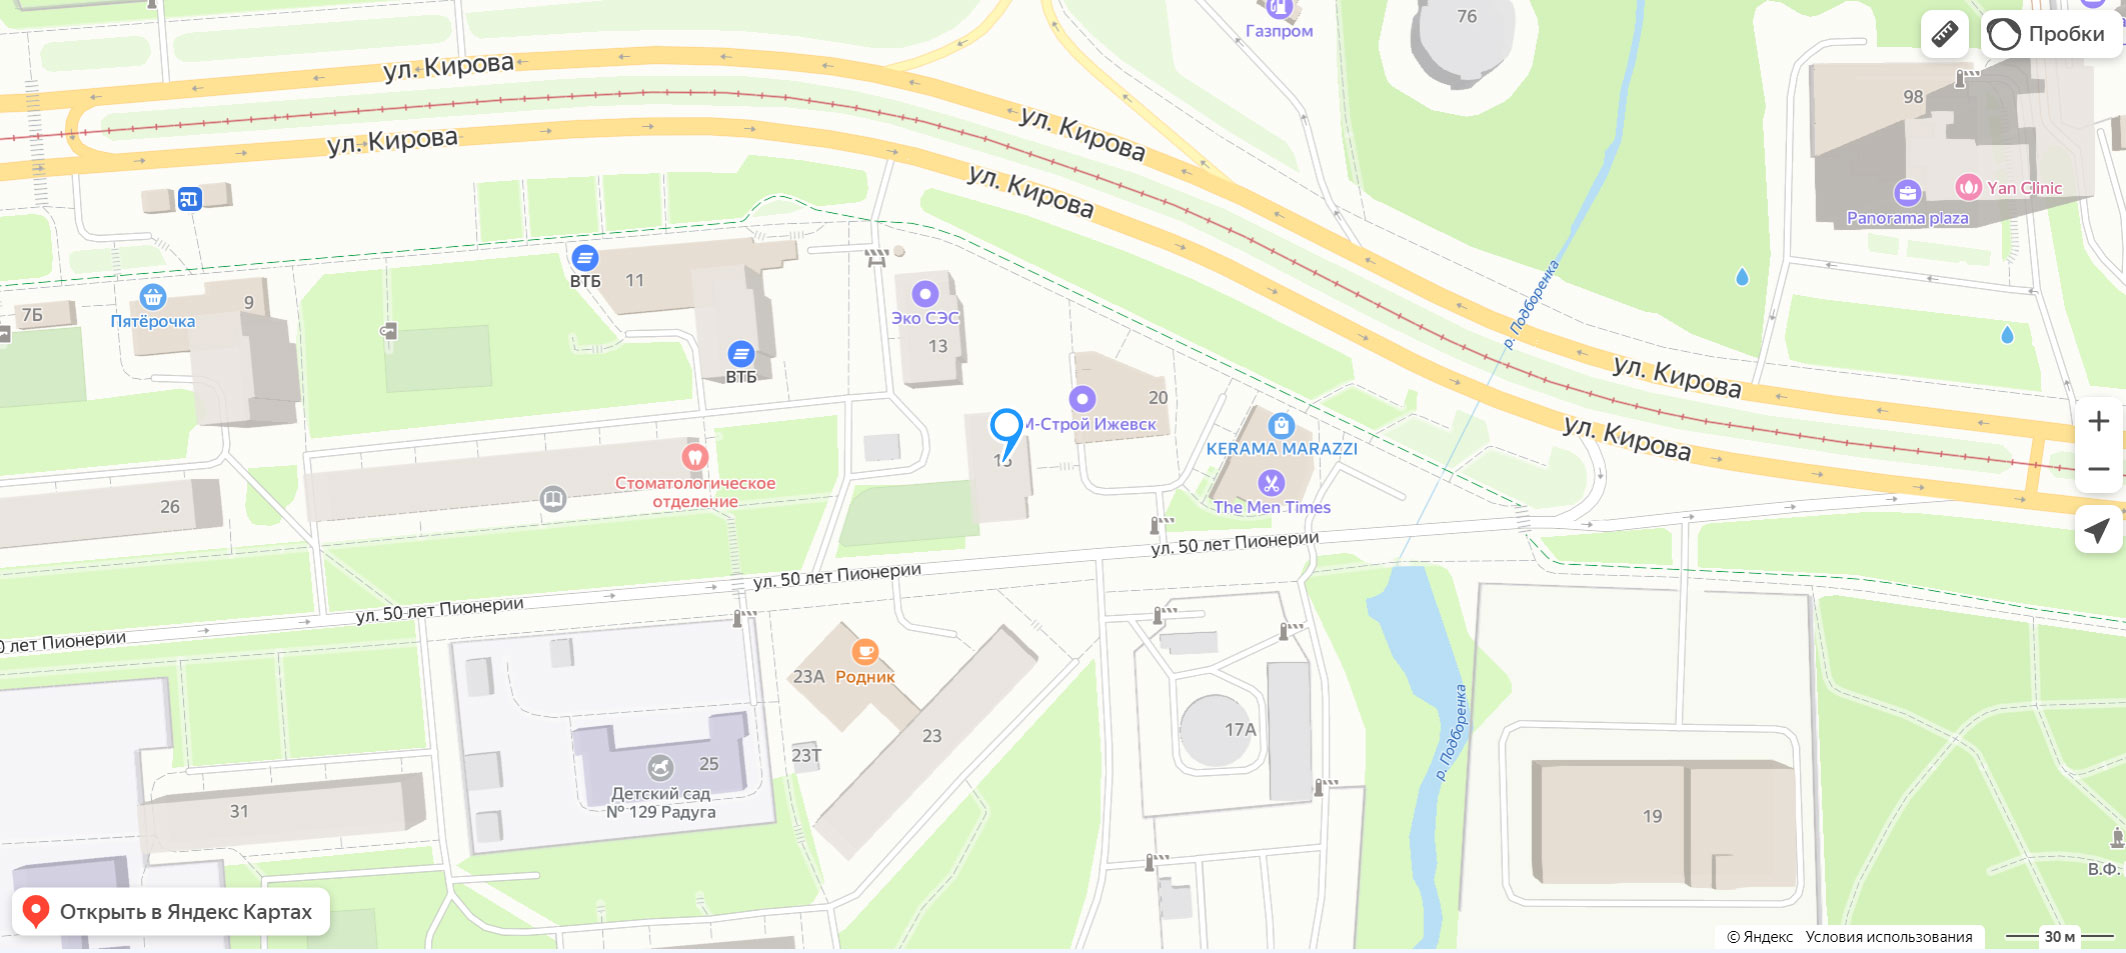 76
Газпром
Пробки
ул. Кирова
ул. Кирова
ул. Кирова
ул. Кирова
98
Yan Clinic
Panorama plaza
ВТБ
11
9
7Б
Пятёрочка
Эко СЭС
13
ВТБ
р. Подборенка
ул. Кирова
ул. Кирова
20
М-Строй Ижевск
KERAMA MARAZZI
The Men Times
Стоматологическое
отделение
26
ул. 50 лет Пионерии
ул. 50 лет Пионерии
ул. 50 лет Пионерии
0 лет Пионерии
23А
Родник
23
23Т
17А
р. Подборенка
25
Детский сад
№ 129 Радуга
31
19
В.Ф.
Открыть в Яндекс Картах
© Яндекс Условия использования
30 м